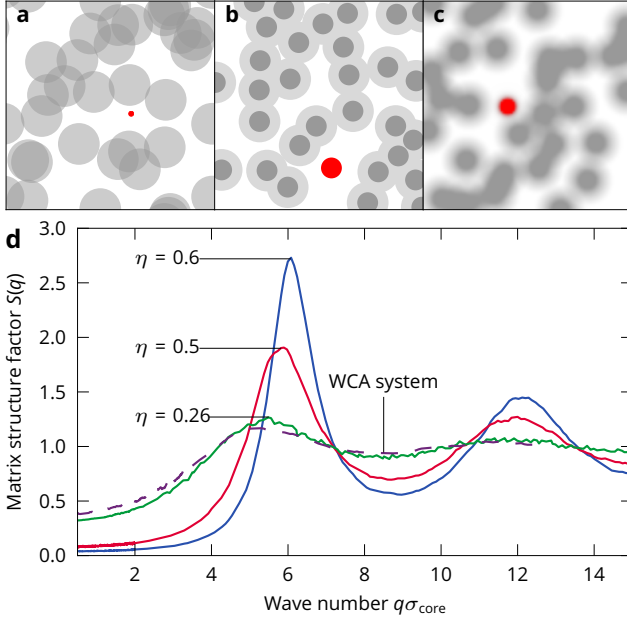 a
b
c
d
3.0
2.5
2.0
1.5
1.0
0.5
0.0
Matrix structure factor S(q)
η = 0.6
η = 0.5
η = 0.26
WCA system
2 4 6 8 10 12 14
Wave number qσcore